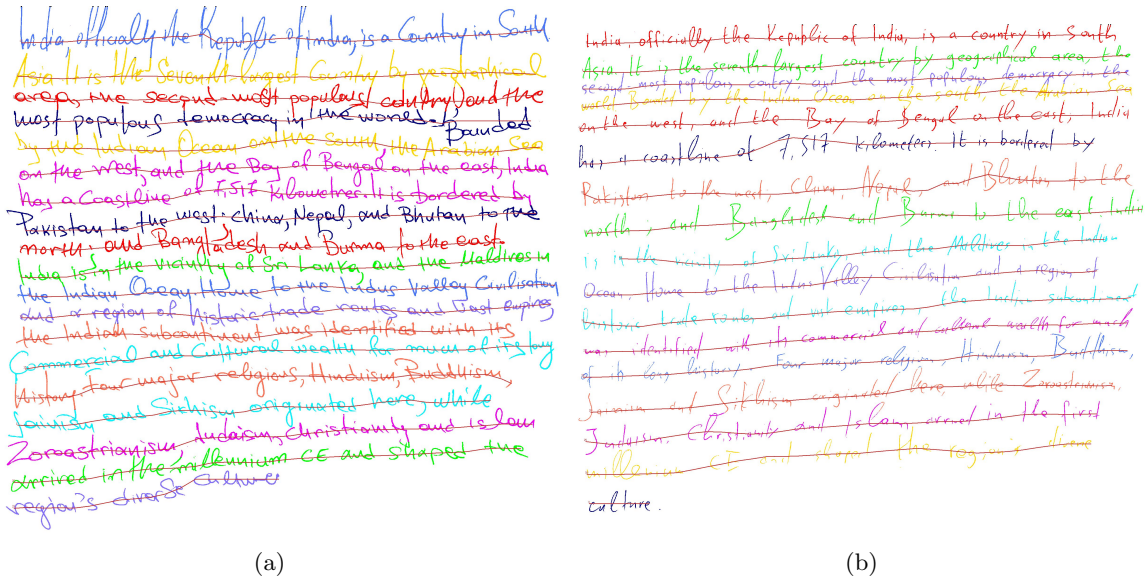 India, officially the Republic of India, is a Country in South
Asia It is the Seventh largest Country by geographical
area, the second most populous country, and the
most populous democracy in the world. Bounded
by the Indian Ocean on the South, the Arabian Sea
on the West, and the Bay of Bengal on the east, India
has a Coastline of 7,517 kilometres. It is bordered by
Pakistan to the west. China, Nepal, and Bhutan to the
north. and Bangladesh and Burma to the east.
India is in the vicinity of Sri Lanka, and the Maldives in
the Indian Ocean Home to the Indus Valley Civilisation
and a region of historic trade routes and vast empires,
the Indian subcontinent was identified with its
Commercial and Cultural wealth for much of its long
history Four major religious, Hinduism, Buddhism,
Jainism and Sikhism originated here, while
Zoroastrianism, Judaism, Christianity and islam
arrived in the millennium CE and shaped the
region's diverse culture
(a)
India, officially the Republic of India, is a country in South
Asia It is the seventh largest country by geographical area, the
second most populous country, and the most populous democracy in the
world Bounded by the Indian Ocean on the south, the Arabian Sea
on the west, and the Bay of Bengal on the east, India
has a coastline of 7,517 kilometers. It is bordered by
Pakistan to the west, China, Nepal, and Bhutan to the
north, and Bangladesh and Burma to the east India
is in the vicinity of Sri Lanka and the Maldives in the Indian
Ocean. Home to the Indus Valley Civilisation and a region of
trade routes and empires, the Indian subcontinent
was identified with its commercial and cultural wealth for much
of its long history. Four major religion, Hinduism, Buddhism,
Jainism and Sikhism here, while Zoroastrianism,
Judaism, Christianity and Islam, arrived in the first
millenium CE and the region's diverse
culture.
(b)